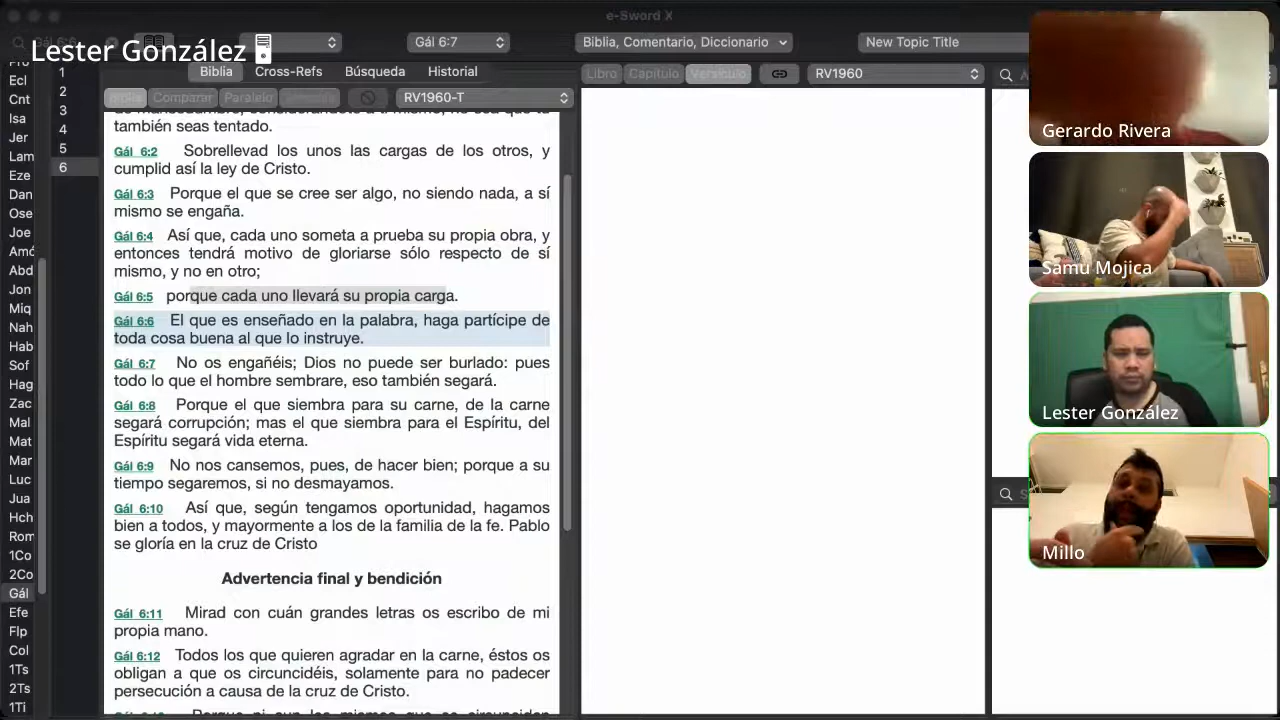 e-Sword X
Lester González
Gál 6:7
Biblia, Comentario, Diccionario
New Topic Title
Biblia
Cross-Refs
Búsqueda
Historial
Libro
Capítulo
Versículo
RV1960
Biblia
Comparar
Paralelo
RV1960-T
Ecl
Cnt
Isa
Jer
Lam
Eze
Dan
Ose
Joe
Amó
Abd
Jon
Miq
Nah
Hab
Sof
Hag
Zac
Mal
Mat
Mar
Luc
Jua
Hch
Rom
1Co
2Co
Gál
Efe
Flp
Col
1Ts
2Ts
1Ti
1
2
3
4
5
6
también seas tentado.
Gál 6:2 Sobrellevad los unos las cargas de los otros, y
cumplid así la ley de Cristo.
Gál 6:3 Porque el que se cree ser algo, no siendo nada, a sí
mismo se engaña.
Gál 6:4 Así que, cada uno someta a prueba su propia obra, y
entonces tendrá motivo de gloriarse sólo respecto de sí
mismo, y no en otro;
Gál 6:5 porque cada uno llevará su propia carga.
Gál 6:6 El que es enseñado en la palabra, haga partícipe de
toda cosa buena al que lo instruye.
Gál 6:7 No os engañéis; Dios no puede ser burlado: pues
todo lo que el hombre sembrare, eso también segará.
Gál 6:8 Porque el que siembra para su carne, de la carne
segará corrupción; mas el que siembra para el Espíritu, del
Espíritu segará vida eterna.
Gál 6:9 No nos cansemos, pues, de hacer bien; porque a su
tiempo segaremos, si no desmayamos.
Gál 6:10 Así que, según tengamos oportunidad, hagamos
bien a todos, y mayormente a los de la familia de la fe. Pablo
se gloría en la cruz de Cristo
Advertencia final y bendición
Gál 6:11 Mirad con cuán grandes letras os escribo de mi
propia mano.
Gál 6:12 Todos los que quieren agradar en la carne, éstos os
obligan a que os circuncidéis, solamente para no padecer
persecución a causa de la cruz de Cristo.
Gerardo Rivera
Samu Mojica
Lester González
Millo